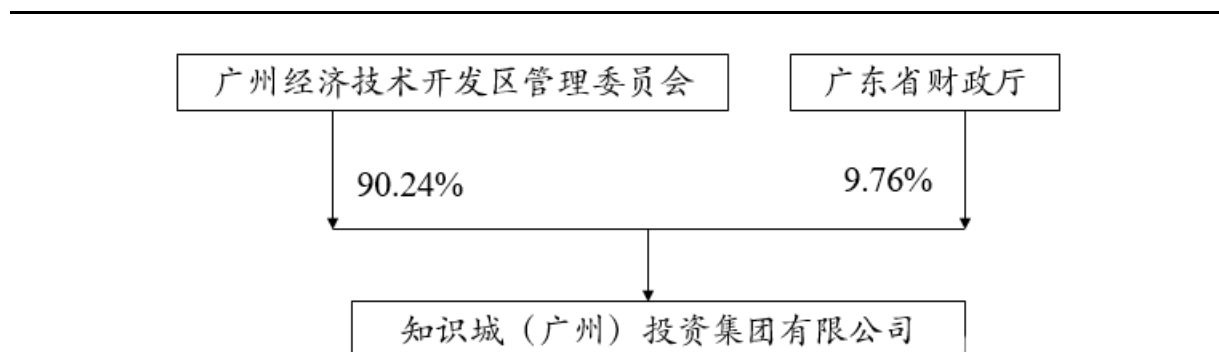 广州经济技术开发区管理委员会
广东省财政厅
90.24%
9.76%
知识城（广州）投资集团有限公司